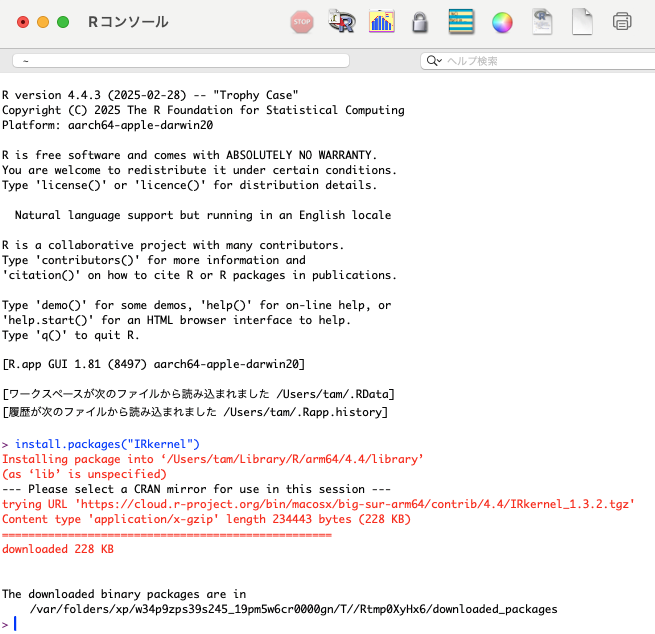 Rコンソール
STOP
~
ヘルプ検索
R version 4.4.3 (2025-02-28) -- "Trophy Case"
Copyright (C) 2025 The R Foundation for Statistical Computing
Platform: aarch64-apple-darwin20
R is free software and comes with ABSOLUTELY NO WARRANTY.
You are welcome to redistribute it under certain conditions.
Type 'license()' or 'licence()' for distribution details.
Natural language support but running in an English locale
R is a collaborative project with many contributors.
Type 'contributors()' for more information and
'citation()' on how to cite R or R packages in publications.
Type 'demo()' for some demos, 'help()' for on-line help, or
'help.start()' for an HTML browser interface to help.
Type 'q()' to quit R.
[R.app GUI 1.81 (8497) aarch64-apple-darwin20]
[ワークスペースが次のファイルから読み込まれました /Users/tam/.RData]
[履歴が次のファイルから読み込まれました /Users/tam/.Rapp.history]
> install.packages("IRkernel")
Installing package into ‘/Users/tam/Library/R/arm64/4.4/library’
(as ‘lib’ is unspecified)
--- Please select a CRAN mirror for use in this session ---
trying URL 'https://cloud.r-project.org/bin/macosx/big-sur-arm64/contrib/4.4/IRkernel_1.3.2.tgz'
Content type 'application/x-gzip' length 234443 bytes (228 KB)
==================================================
downloaded 228 KB
The downloaded binary packages are in
/var/folders/xp/w34p9zps39s245_19pm5w6cr0000gn/T//Rtmp0XyHx6/downloaded_packages
>